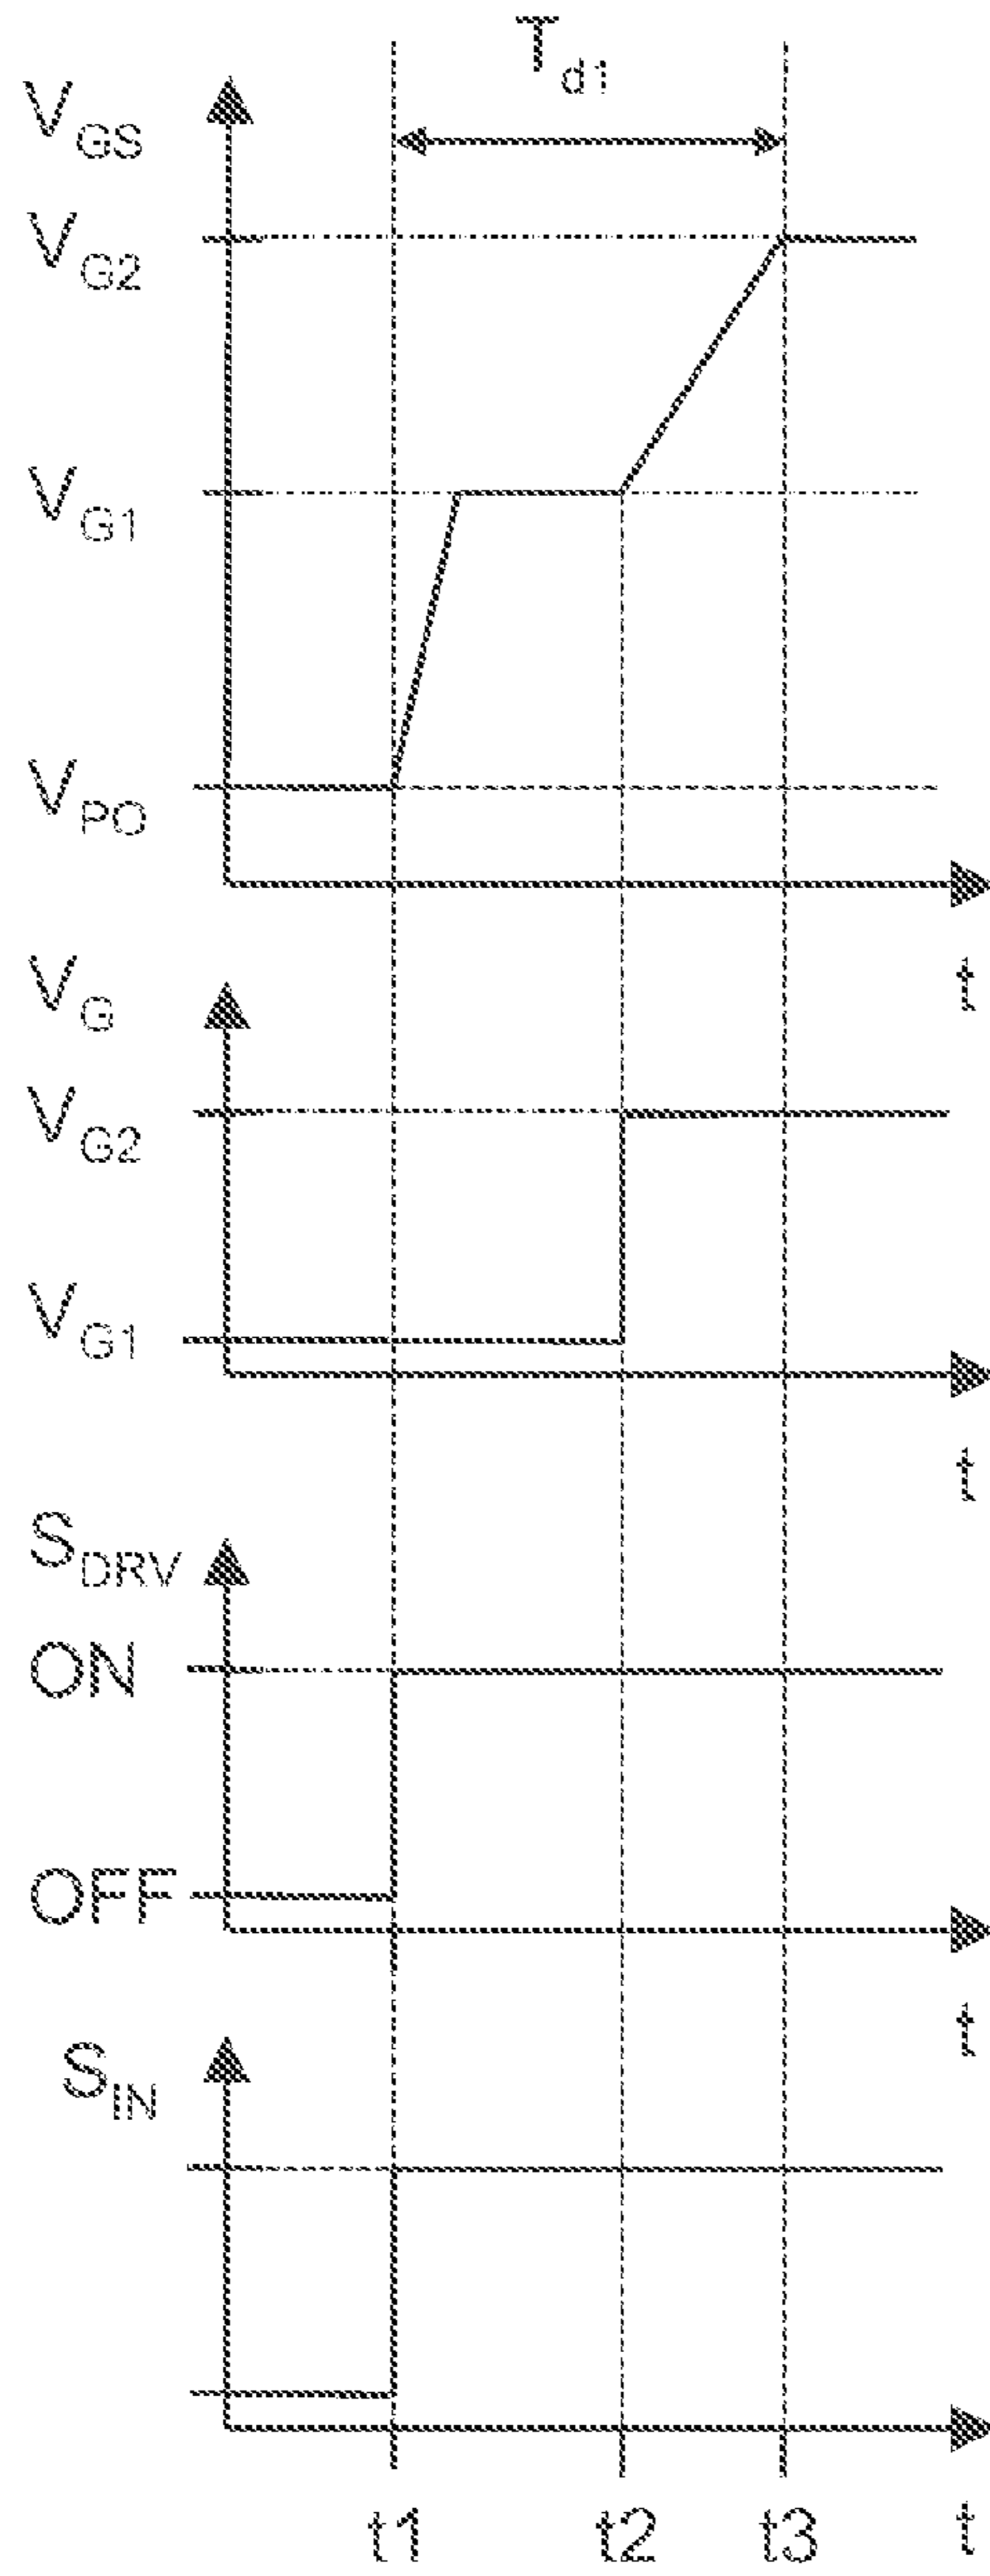 T_d1
V_GS
V_G2
V_G1
V_PO
t
V_G
V_G2
V_G1
t
S_DRV
ON
OFF
t
S_IN
t1 t2 t3 t